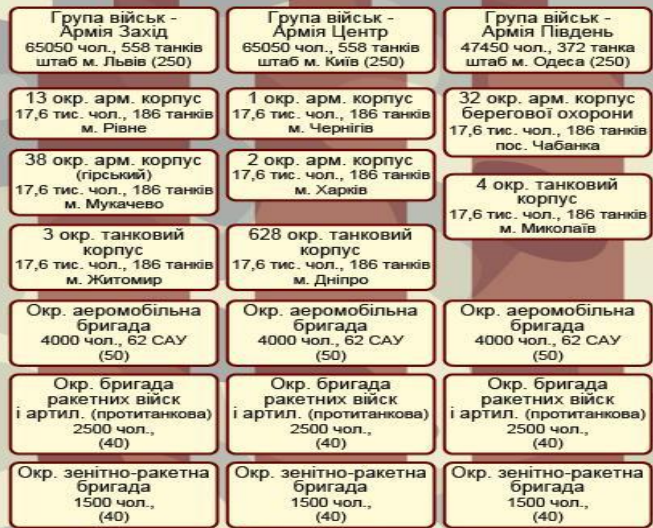 Група військ -
Армія Захід
65050 чол., 558 танків
штаб м. Львів (250)
Група військ -
Армія Центр
65050 чол., 558 танків
штаб м. Київ (250)
Група військ -
Армія Південь
47450 чол., 372 танка
штаб м. Одеса (250)
13 окр. арм. корпус
17,6 тис. чол., 186 танків
м. Рівне
1 окр. арм. корпус
17,6 тис. чол., 186 танків
м. Чернігів
32 окр. арм. корпус
берегової охорони
17,6 тис. чол., 186 танків
пос. Чабанка
38 окр. арм. корпус
(гірський)
17,6 тис. чол., 186 танків
м. Мукачево
2 окр. арм. корпус
17,6 тис. чол., 186 танків
м. Харків
4 окр. танковий
корпус
17,6 тис. чол., 186 танків
м. Миколаїв
3 окр. танковий
корпус
17,6 тис. чол., 186 танків
м. Житомир
628 окр. танковий
корпус
17,6 тис. чол., 186 танків
м. Дніпро
Окр. аеромобільна
бригада
4000 чол., 62 САУ
(50)
Окр. аеромобільна
бригада
4000 чол., 62 САУ
(50)
Окр. аеромобільна
бригада
4000 чол., 62 САУ
(50)
Окр. бригада
ракетних війск
і артил. (протитанкова)
2500 чол.,
(40)
Окр. бригада
ракетних війск
і артил. (протитанкова)
2500 чол.,
(40)
Окр. бригада
ракетних війск
і артил. (протитанкова)
2500 чол.,
(40)
Окр. зенітно-ракетна
бригада
1500 чол.,
(40)
Окр. зенітно-ракетна
бригада
1500 чол.,
(40)
Окр. зенітно-ракетна
бригада
1500 чол.,
(40)